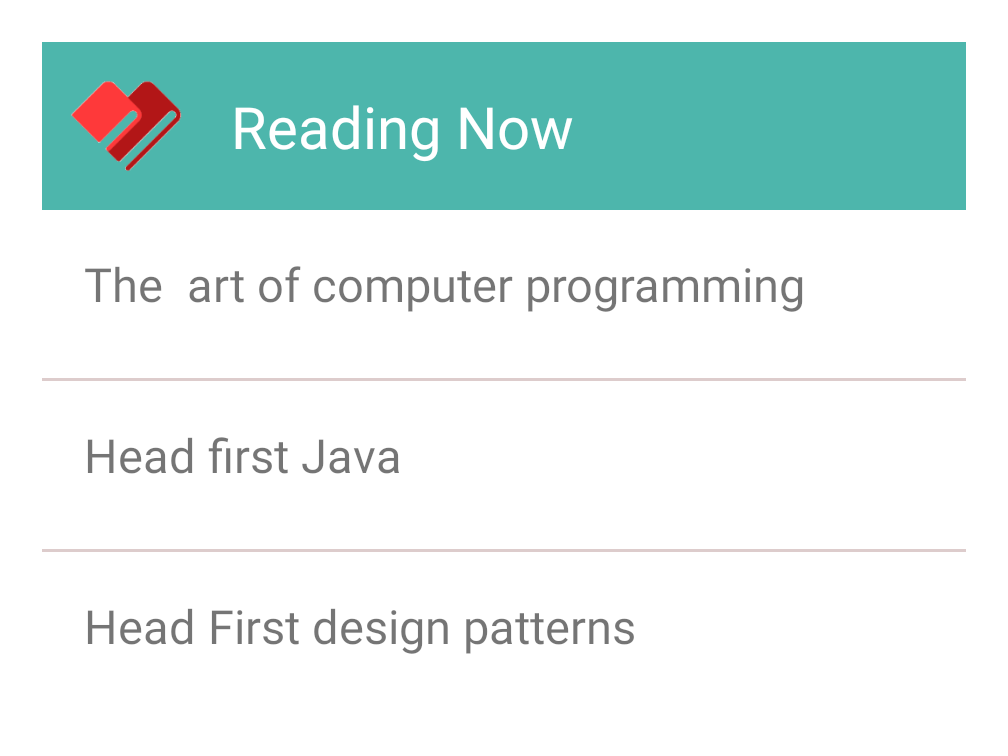 Reading Now
The  art of computer programming
Head first Java
Head First design patterns